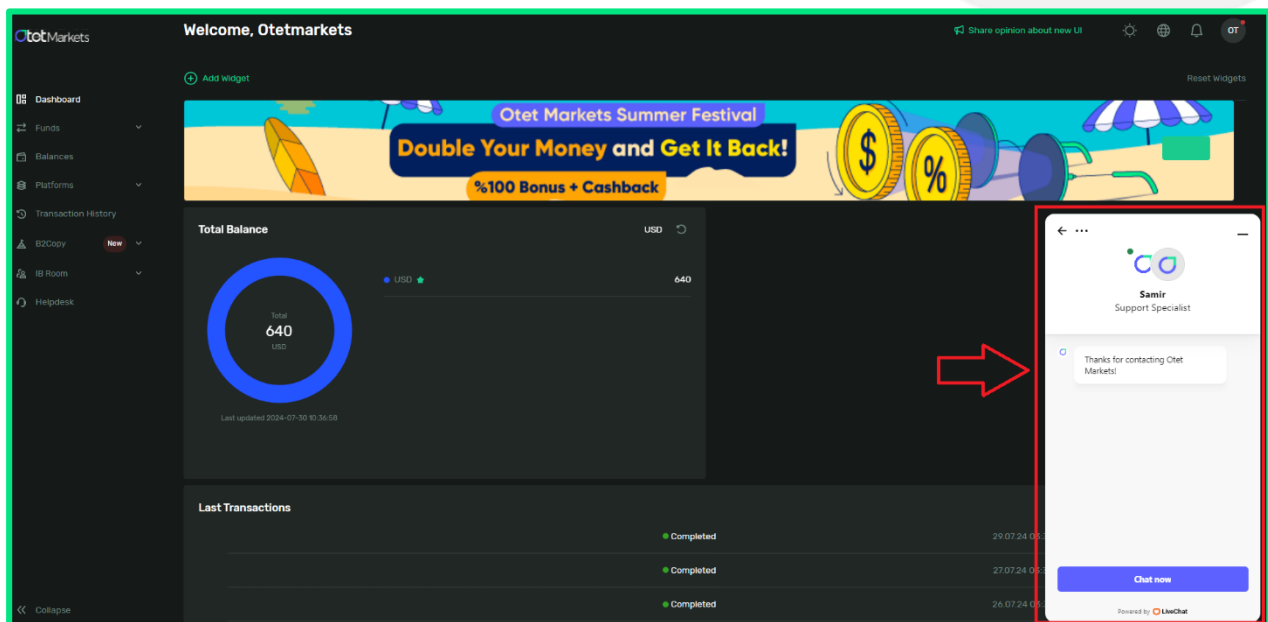 OtetMarkets
Welcome, Otetmarkets
Share opinion about new UI
OT
Add Widget
Reset Widgets
Dashboard
Funds
Balances
Platforms
Transaction History
B2Copy New
IB Room
Helpdesk
Collapse
Otet Markets Summer Festival
Double Your Money and Get It Back!
%100 Bonus + Cashback
$
%
Total Balance
USD
Total
640
USD
USD
640
Last updated 2024-07-30 10:36:58
Last Transactions
Completed
29.07.24
Completed
27.07.24
Completed
26.07.24
Samir
Support Specialist
Thanks for contacting Otet
Markets!
Chat now
Powered by LiveChat